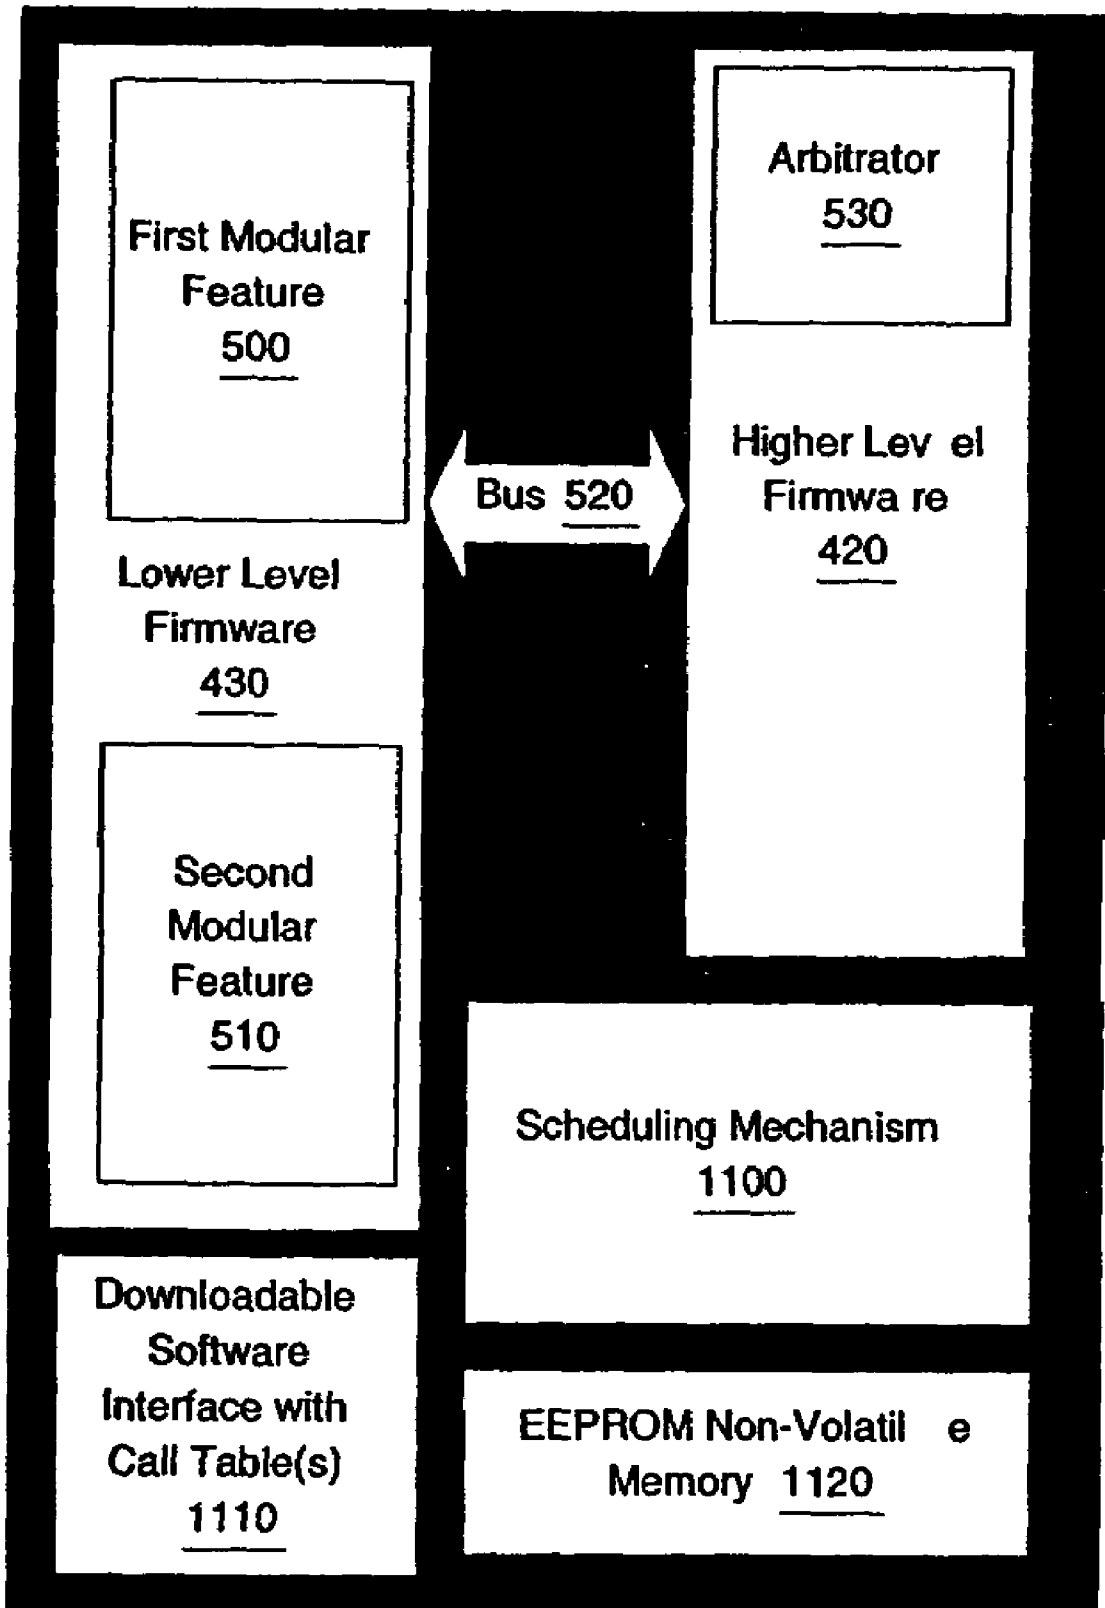 First Modular
Feature
500
Lower Level
Firmware
430
Second
Modular
Feature
510
Bus 520
Arbitrator
530
Higher Lev el
Firmwa re
420
Scheduling Mechanism
1100
Downloadable
Software
Interface with
Call Table(s)
1110
EEPROM Non-Volatil e
Memory 1120